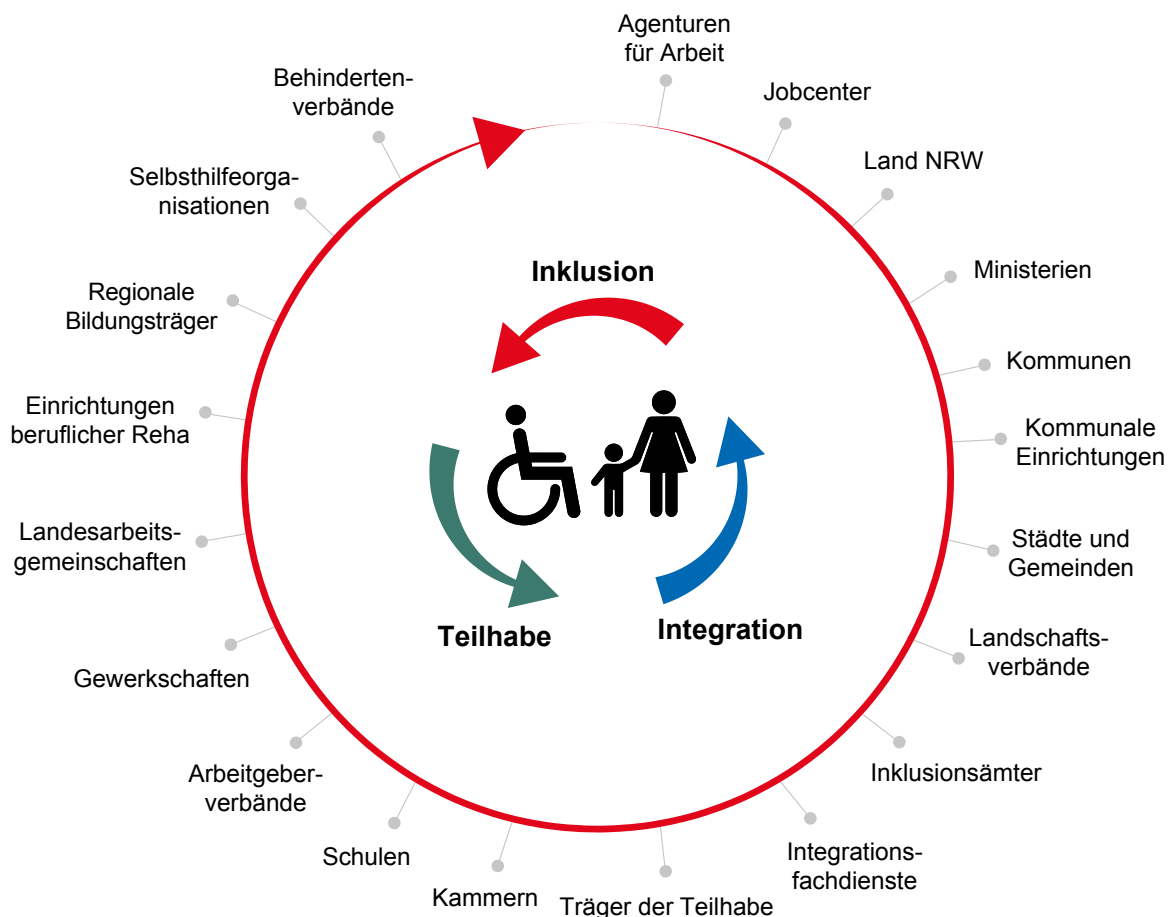 Agenturen
für Arbeit
Jobcenter
Land NRW
Ministerien
Kommunen
Kommunale
Einrichtungen
Städte und
Gemeinden
Landschafts-
verbände
Inklusionsämter
Integrations-
fachdienste
Träger der Teilhabe
Kammern
Schulen
Arbeitgeber-
verbände
Gewerkschaften
Landesarbeits-
gemeinschaften
Einrichtungen
beruflicher Reha
Regionale
Bildungsträger
Selbsthilfeorga-
nisationen
Behinderten-
verbände
Inklusion
Teilhabe
Integration